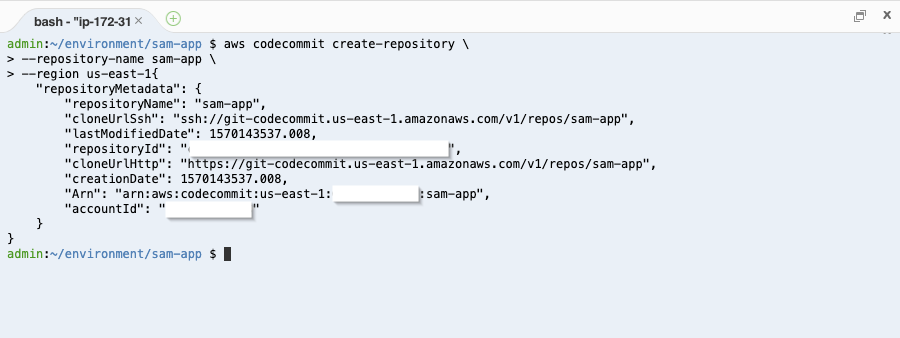 bash - "ip-172-31
admin:~/environment/sam-app $ aws codecommit create-repository \
> --repository-name sam-app \
> --region us-east-1{
    "repositoryMetadata": {
        "repositoryName": "sam-app",
        "cloneUrlSsh": "ssh://git-codecommit.us-east-1.amazonaws.com/v1/repos/sam-app",
        "lastModifiedDate": 1570143537.008,
        "repositoryId": "",
        "cloneUrlHttp": "https://git-codecommit.us-east-1.amazonaws.com/v1/repos/sam-app",
        "creationDate": 1570143537.008,
        "Arn": "arn:aws:codecommit:us-east-1::sam-app",
        "accountId": ""
    }
}
admin:~/environment/sam-app $